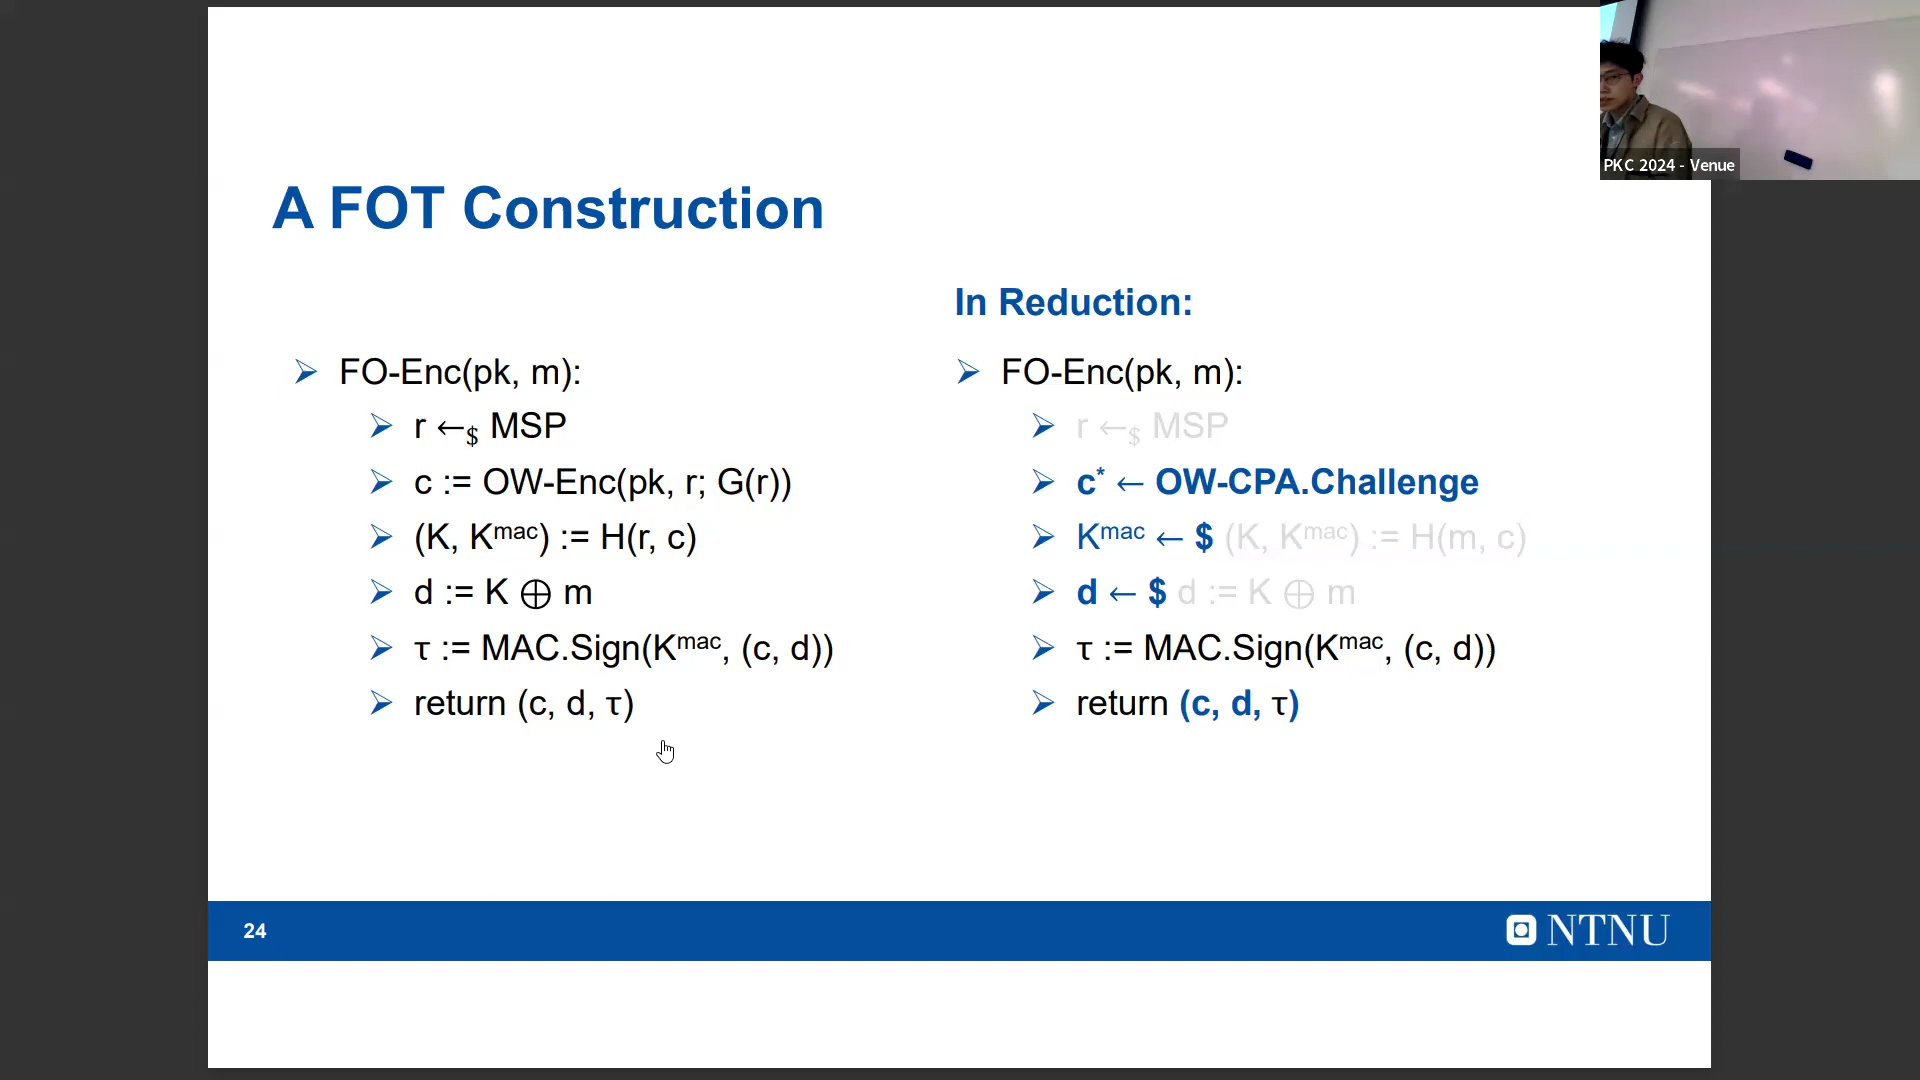 PKC 2024 - Venue
A FOT Construction
FO-Enc(pk, m):
r ←$ MSP
c := OW-Enc(pk, r; G(r))
(K, Kᵐᵃᶜ) := H(r, c)
d := K ⊕ m
τ := MAC.Sign(Kᵐᵃᶜ, (c, d))
return (c, d, τ)
In Reduction:
FO-Enc(pk, m):
r ←$ MSP
c* ← OW-CPA.Challenge
Kᵐᵃᶜ ← $ (K, Kᵐᵃᶜ) := H(m, c)
d ← $ d := K ⊕ m
τ := MAC.Sign(Kᵐᵃᶜ, (c, d))
return (c, d, τ)
24
NTNU